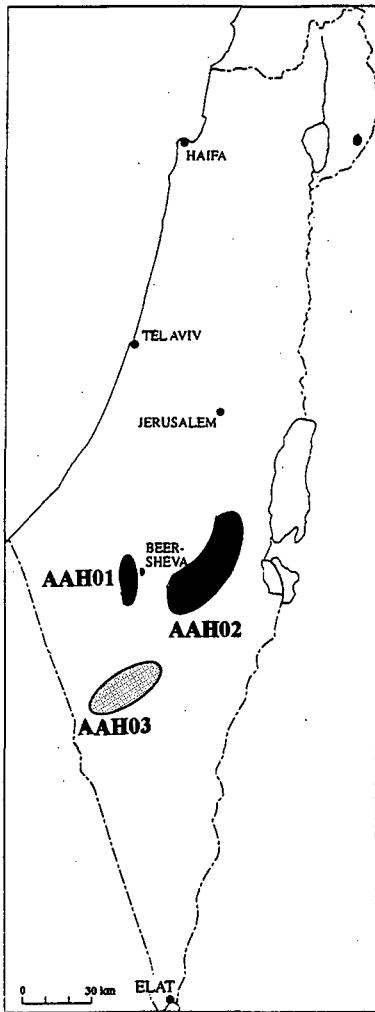 HAIFA
TEL AVIV
JERUSALEM
BEER-
SHEVA
AAH01
AAH02
AAH03
ELAT
0 30 km